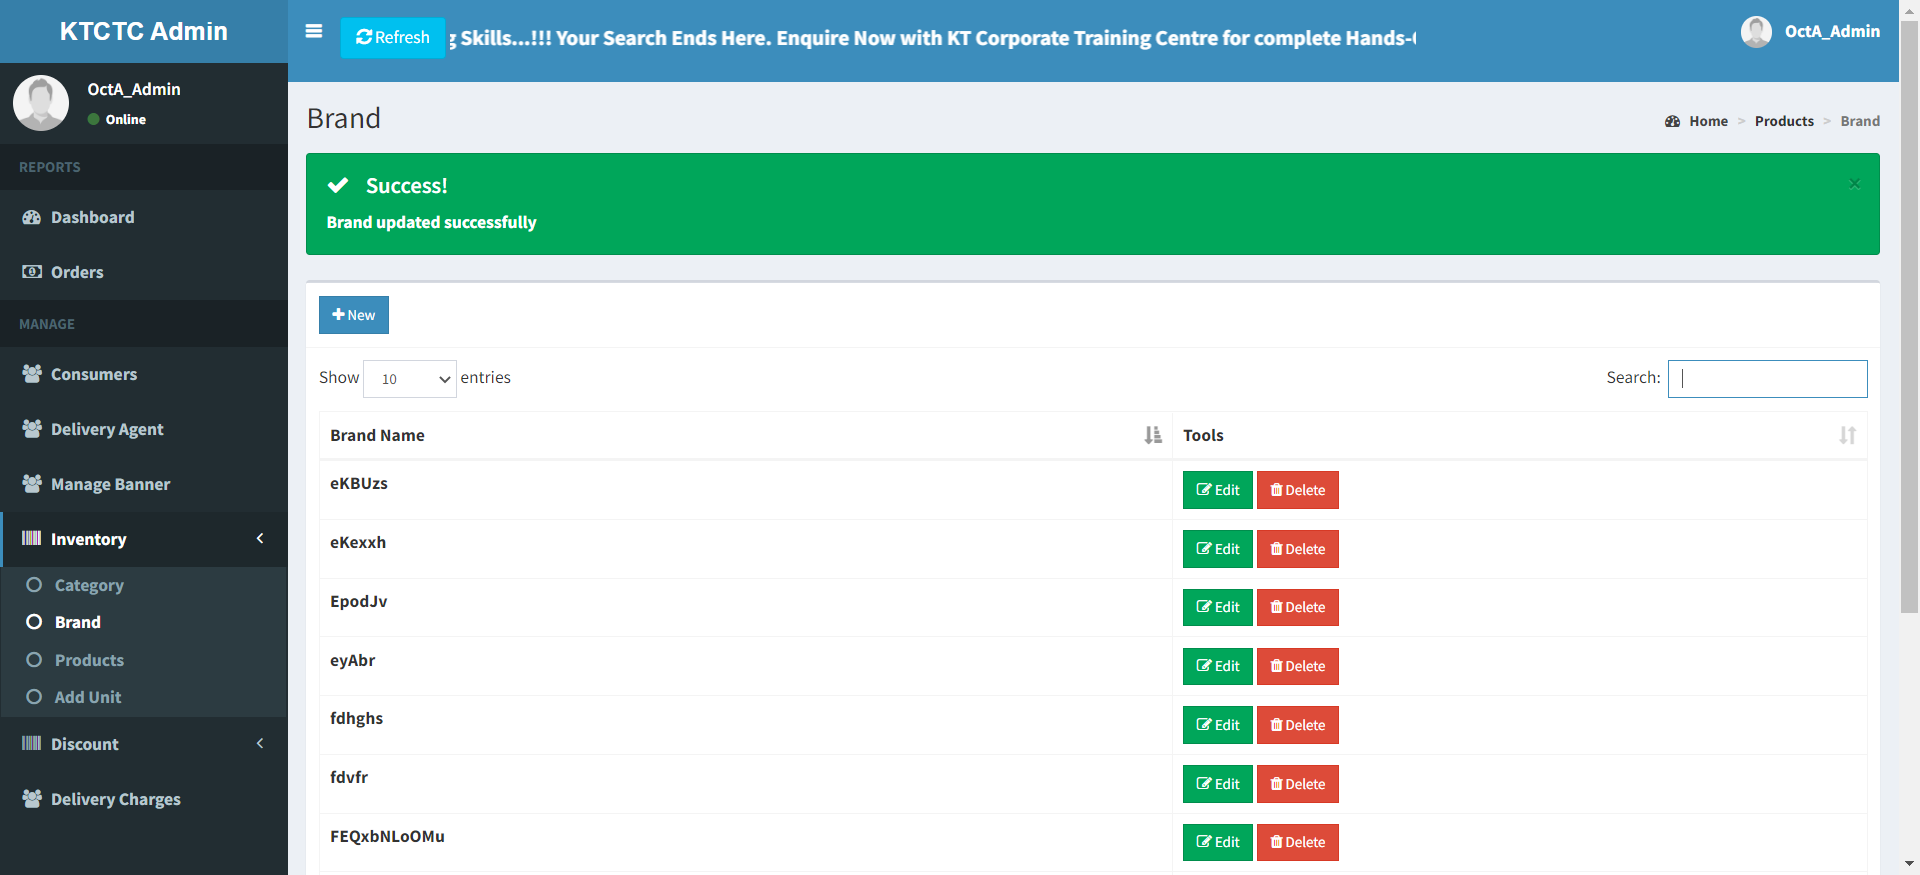 KTCTC Admin
Refresh
Skills...!!! Your Search Ends Here. Enquire Now with KT Corporate Training Centre for complete Hands-
OctA_Admin
OctA_Admin
Online
REPORTS
Dashboard
Orders
MANAGE
Consumers
Delivery Agent
Manage Banner
Inventory
Category
Brand
Products
Add Unit
Discount
Delivery Charges
Brand
Home > Products > Brand
Success!
×
Brand updated successfully
New
Show 10 entries
Search:
Brand Name
Tools
eKBUzs
Edit Delete
eKexxh
Edit Delete
EpodJv
Edit Delete
eyAbr
Edit Delete
fdhghs
Edit Delete
fdvfr
Edit Delete
FEQxbNLoOMu
Edit Delete